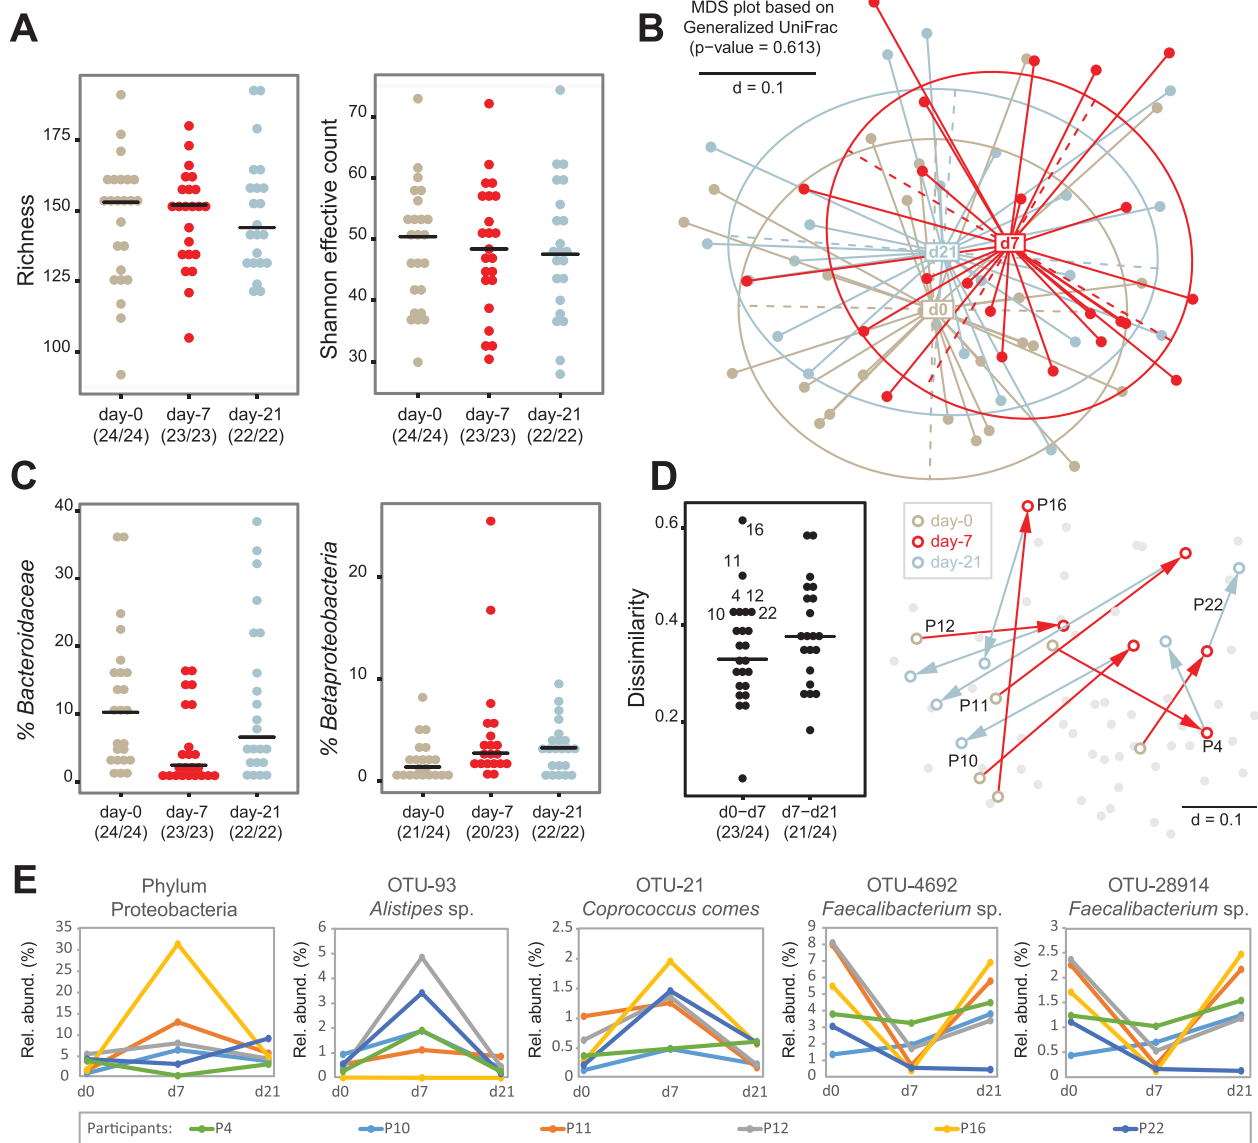 A
Richness
175
150
125
100
day-0
(24/24)
day-7
(23/23)
day-21
(22/22)
Shannon effective count
70
60
50
40
30
day-0
(24/24)
day-7
(23/23)
day-21
(22/22)
B
MDS plot based on
Generalized UniFrac
(p−value = 0.613)
d = 0.1
d7
d21
d0
C
% Bacteroidaceae
40
30
20
10
0
day-0
(24/24)
day-7
(23/23)
day-21
(22/22)
% Betaproteobacteria
20
10
0
day-0
(21/24)
day-7
(20/23)
day-21
(22/22)
D
Dissimilarity
0.6
0.4
0.2
16
11
4 12
10 22
d0−d7
(23/24)
d7−d21
(21/24)
day-0
day-7
day-21
P16
P22
P12
P11
P4
P10
d = 0.1
E
Phylum
Proteobacteria
Rel. abund. (%)
35
30
25
20
15
10
5
0
d0 d7 d21
OTU-93
Alistipes sp.
Rel. abund. (%)
6
5
4
3
2
1
0
d0 d7 d21
OTU-21
Coprococcus comes
Rel. abund. (%)
2.5
2
1.5
1
0.5
0
d0 d7 d21
OTU-4692
Faecalibacterium sp.
Rel. abund. (%)
9
8
7
6
5
4
3
2
1
0
d0 d7 d21
OTU-28914
Faecalibacterium sp.
Rel. abund. (%)
3
2.5
2
1.5
1
0.5
0
d0 d7 d21
Participants: P4 P10 P11 P12 P16 P22